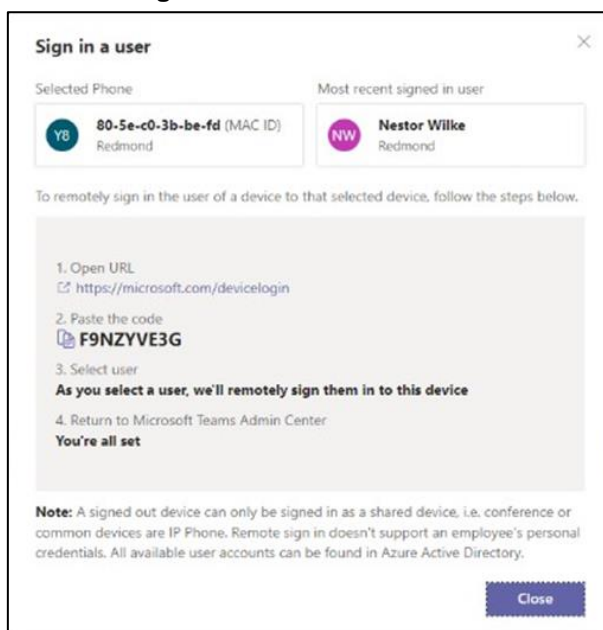 Sign in a user
Selected Phone
Most recent signed in user
Y8
80-5e-c0-3b-be-fd (MAC ID)
Redmond
NW
Nestor Wilke
Redmond
To remotely sign in the user of a device to that selected device, follow the steps below.
1. Open URL
https://microsoft.com/devicelogin
2. Paste the code
F9NZYVE3G
3. Select user
As you select a user, we'll remotely sign them in to this device
4. Return to Microsoft Teams Admin Center
You're all set
Note: A signed out device can only be signed in as a shared device, i.e. conference or
common devices are IP Phone. Remote sign in doesn't support an employee's personal
credentials. All available user accounts can be found in Azure Active Directory.
Close